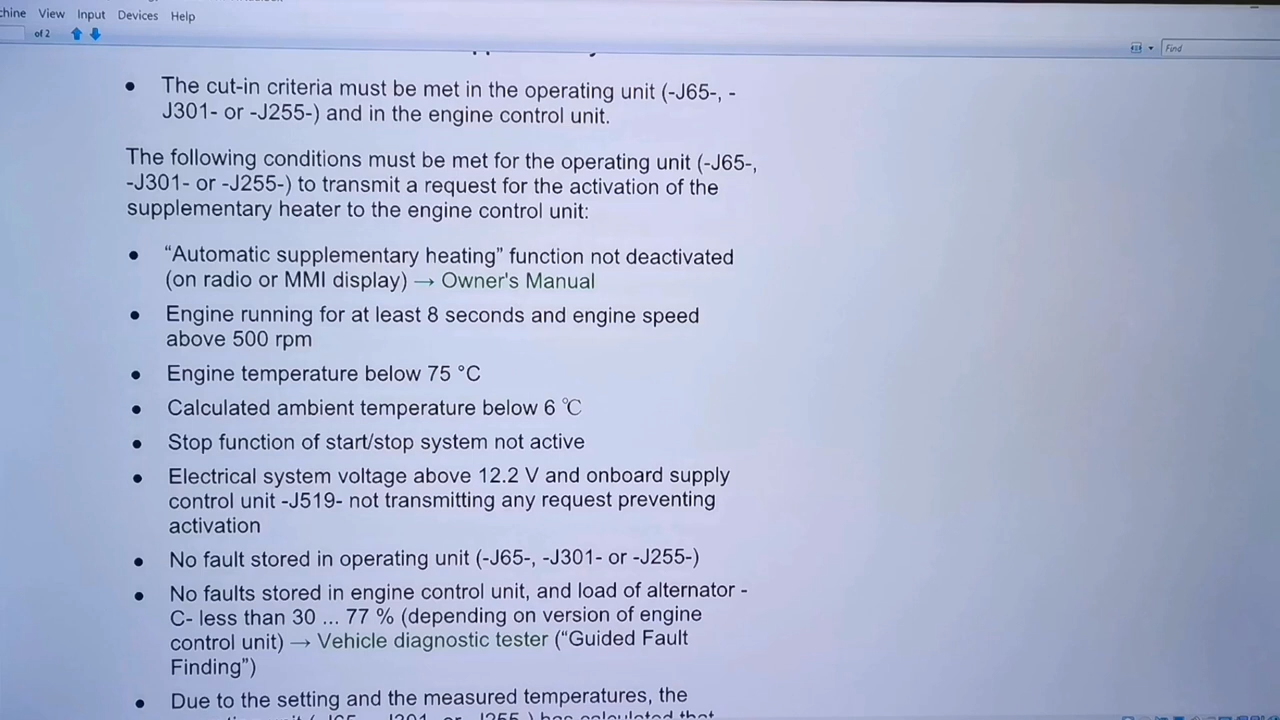 chine View Input Devices Help
of 2
Find
• The cut-in criteria must be met in the operating unit (-J65-, -
J301- or -J255-) and in the engine control unit.
The following conditions must be met for the operating unit (-J65-,
-J301- or -J255-) to transmit a request for the activation of the
supplementary heater to the engine control unit:
• “Automatic supplementary heating” function not deactivated
(on radio or MMI display) → Owner's Manual
• Engine running for at least 8 seconds and engine speed
above 500 rpm
• Engine temperature below 75 °C
• Calculated ambient temperature below 6 ℃
• Stop function of start/stop system not active
• Electrical system voltage above 12.2 V and onboard supply
control unit -J519- not transmitting any request preventing
activation
• No fault stored in operating unit (-J65-, -J301- or -J255-)
• No faults stored in engine control unit, and load of alternator -
C- less than 30 ... 77 % (depending on version of engine
control unit) → Vehicle diagnostic tester (“Guided Fault
Finding”)
• Due to the setting and the measured temperatures, the